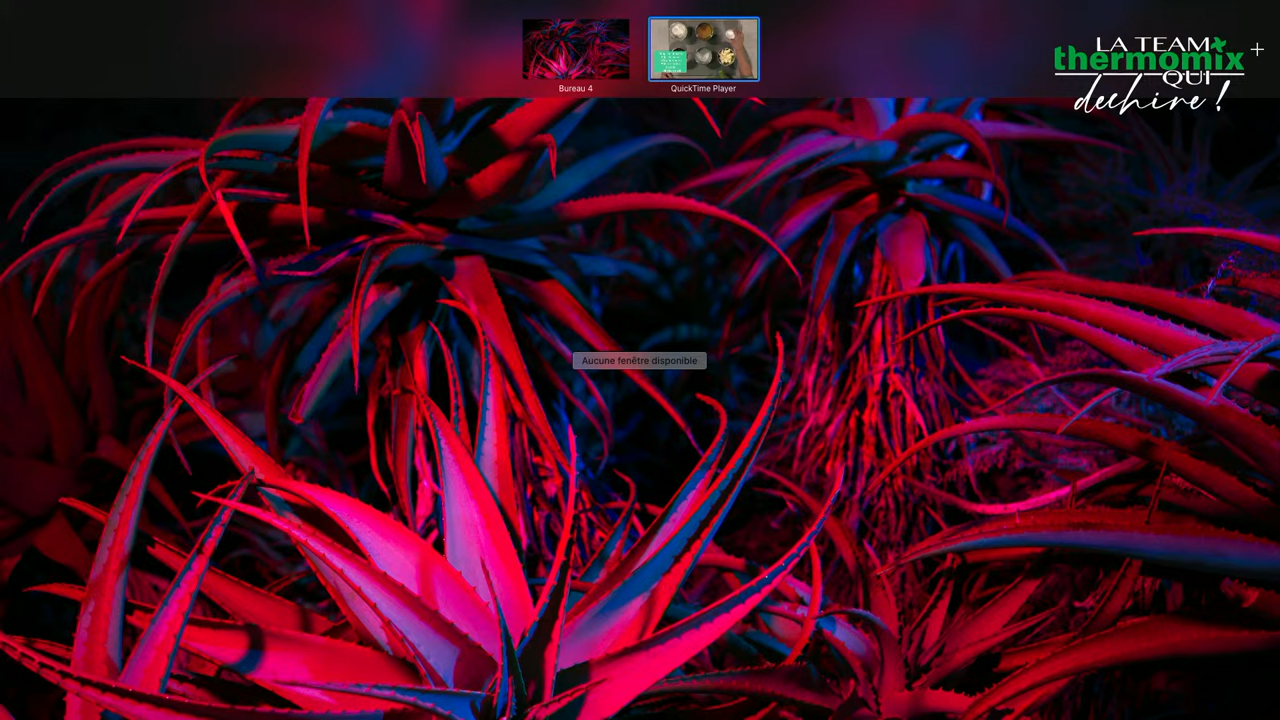 LA TEAM
thermomix
QUI
dechire !
Bureau 4
QuickTime Player
Aucune fenêtre disponible